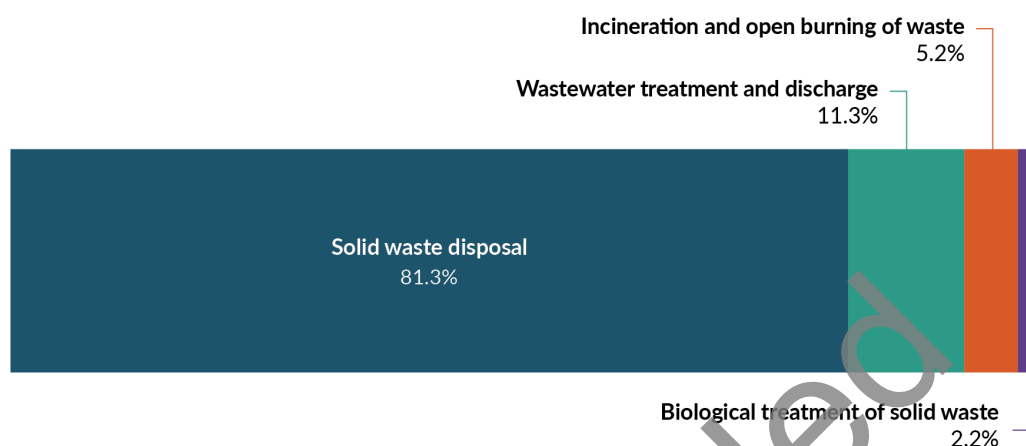 Incineration and open burning of waste
5.2%
Wastewater treatment and discharge
11.3%
Solid waste disposal
81.3%
Biological treatment of solid waste
2.2%